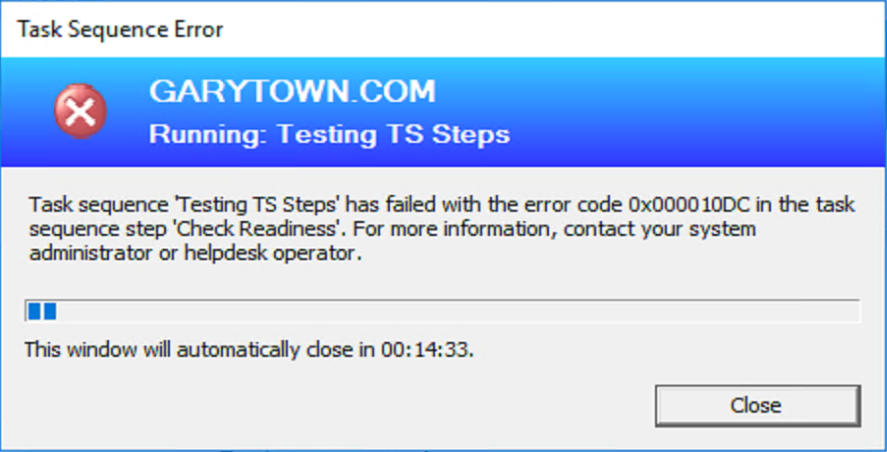 Task Sequence Error
GARYTOWN.COM
Running: Testing TS Steps
Task sequence 'Testing TS Steps' has failed with the error code 0x000010DC in the task
sequence step 'Check Readiness'. For more information, contact your system
administrator or helpdesk operator.
This window will automatically close in 00:14:33.
Close